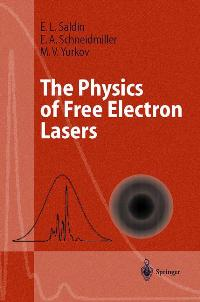 E. L. Saldin
E. A. Schneidmiller
M. V. Yurkov
The Physics
of Free Electron
Lasers
Springer